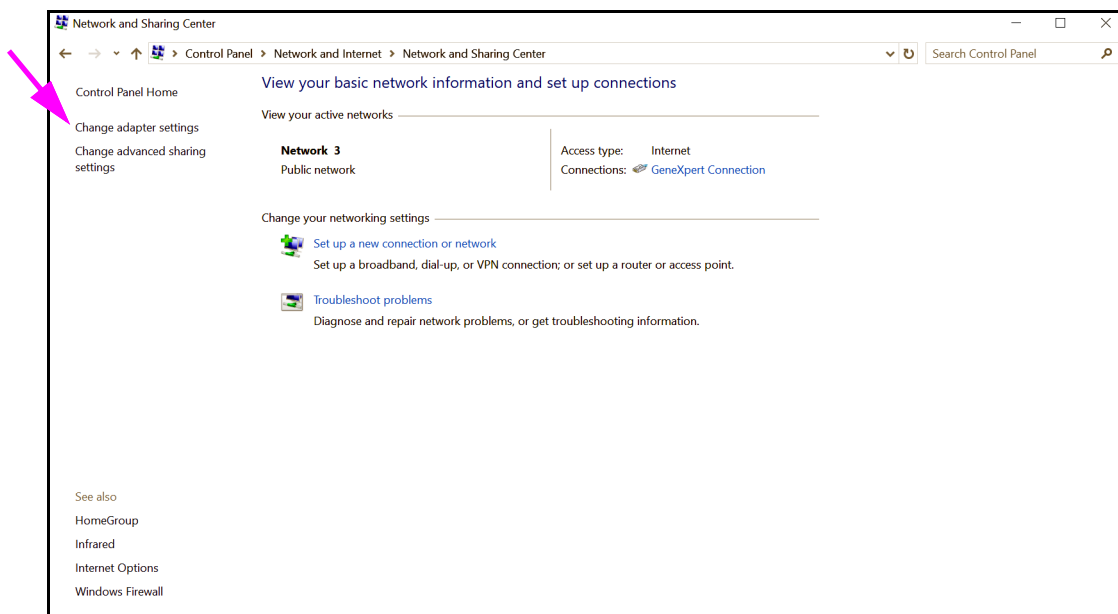 Network and Sharing Center
Control Panel > Network and Internet > Network and Sharing Center
Search Control Panel
Control Panel Home
Change adapter settings
Change advanced sharing
settings
View your basic network information and set up connections
View your active networks
Network 3
Public network
Access type: Internet
Connections: GeneXpert Connection
Change your networking settings
Set up a new connection or network
Set up a broadband, dial-up, or VPN connection; or set up a router or access point.
Troubleshoot problems
Diagnose and repair network problems, or get troubleshooting information.
See also
HomeGroup
Infrared
Internet Options
Windows Firewall